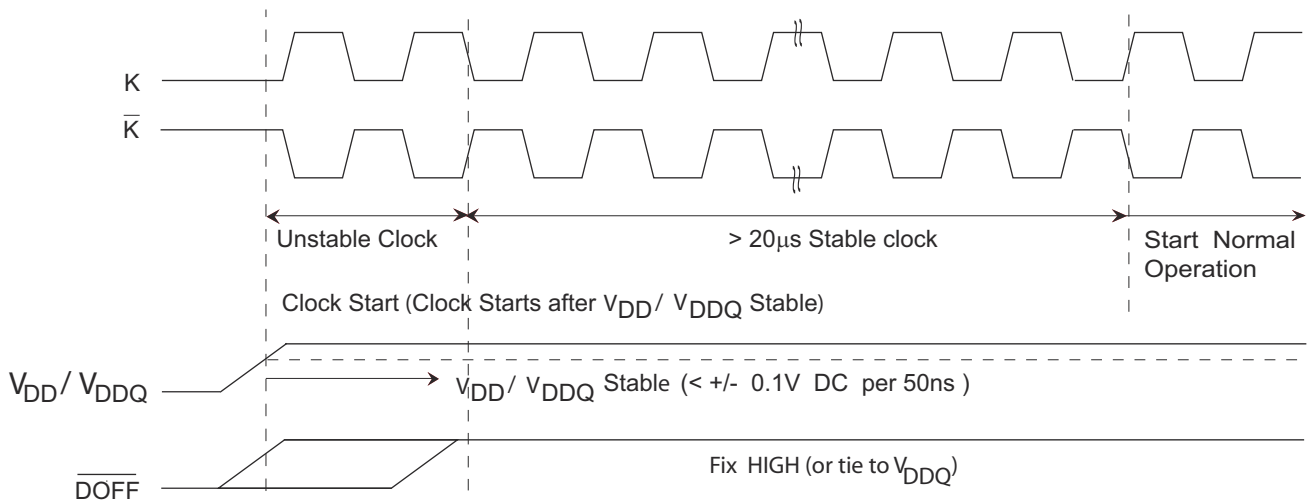 K
K̅
Unstable Clock
> 20µs Stable clock
Start Normal
Operation
Clock Start (Clock Starts after VDD / VDDQ Stable)
VDD / VDDQ
VDD / VDDQ Stable (< +/- 0.1V DC per 50ns )
Fix HIGH (or tie to VDDQ)
D̅O̅F̅F̅